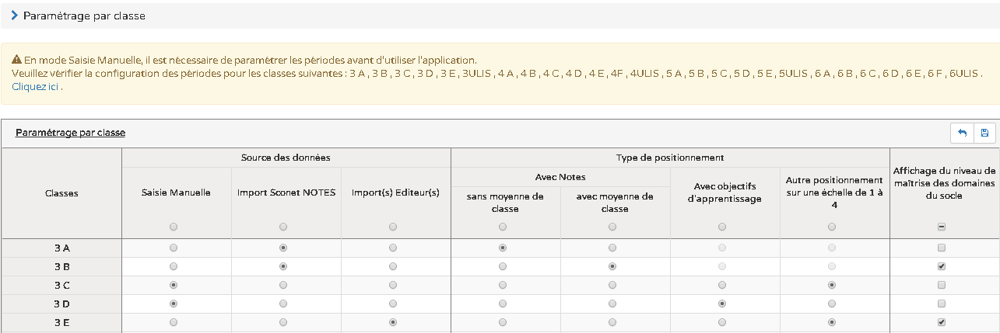 Paramétrage par classe
En mode Saisie Manuelle, il est nécessaire de paramétrer les périodes avant d'utiliser l'application.
Veuillez vérifier la configuration des périodes pour les classes suivantes : 3 A , 3 B , 3 C , 3 D , 3 E , 3ULIS , 4 A , 4 B , 4 C , 4 D , 4 E , 4F , 4ULIS , 5 A , 5 B , 5 C , 5 D , 5 E , 5ULIS , 6 A , 6 B , 6 C , 6 D , 6 E , 6 F , 6ULIS .
Cliquez ici .
Paramétrage par classe
Classes
Source des données
Saisie Manuelle
Import Sconet NOTES
Import(s) Editeur(s)
Type de positionnement
Avec Notes
sans moyenne de
classe
avec moyenne de
classe
Avec objectifs
d'apprentissage
Autre positionnement
sur une échelle de 1 à
4
Affichage du niveau de
maîtrise des domaines
du socle
3 A
3 B
3 C
3 D
3 E